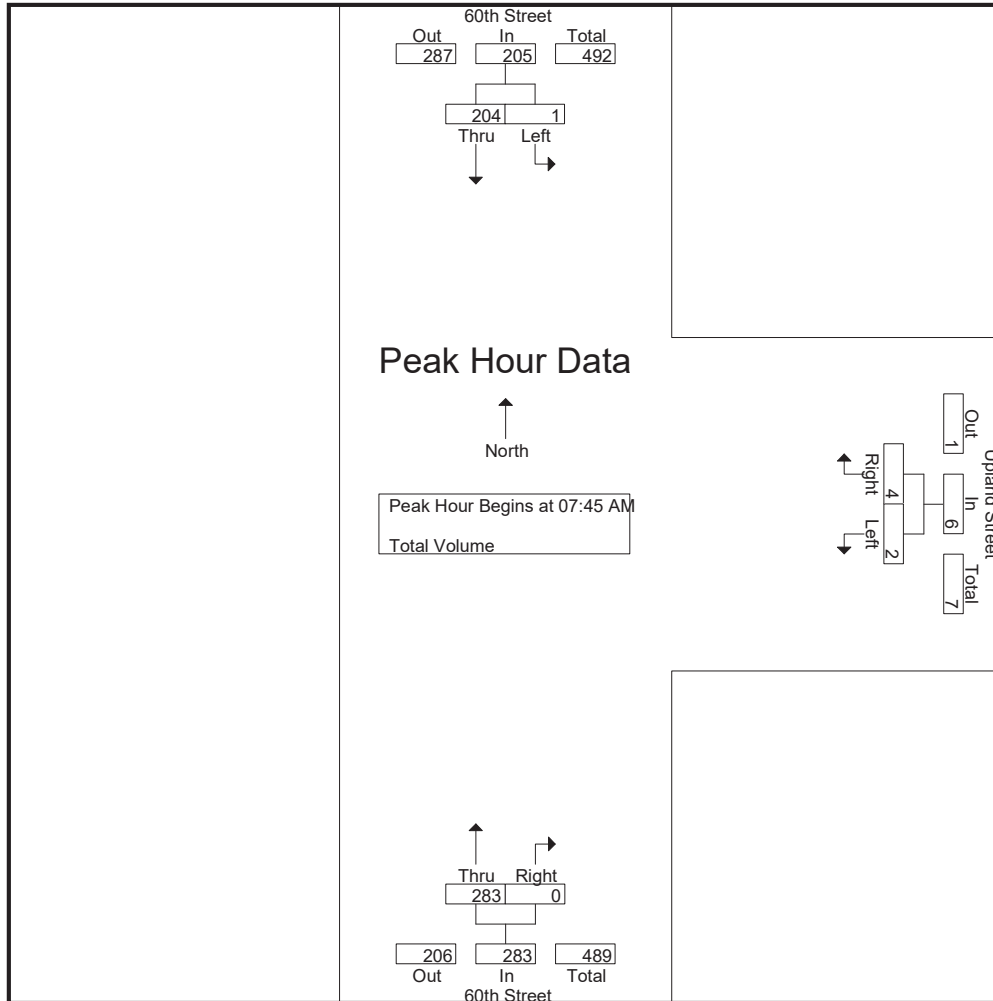 60th Street
Out In Total
287 205 492
204 1
Thru Left
Peak Hour Data
North
Peak Hour Begins at 07:45 AM
Total Volume
Upland Street
Out In Total
1 6 7
4 2
Right Left
Thru Right
283 0
206 283 489
Out In Total
60th Street